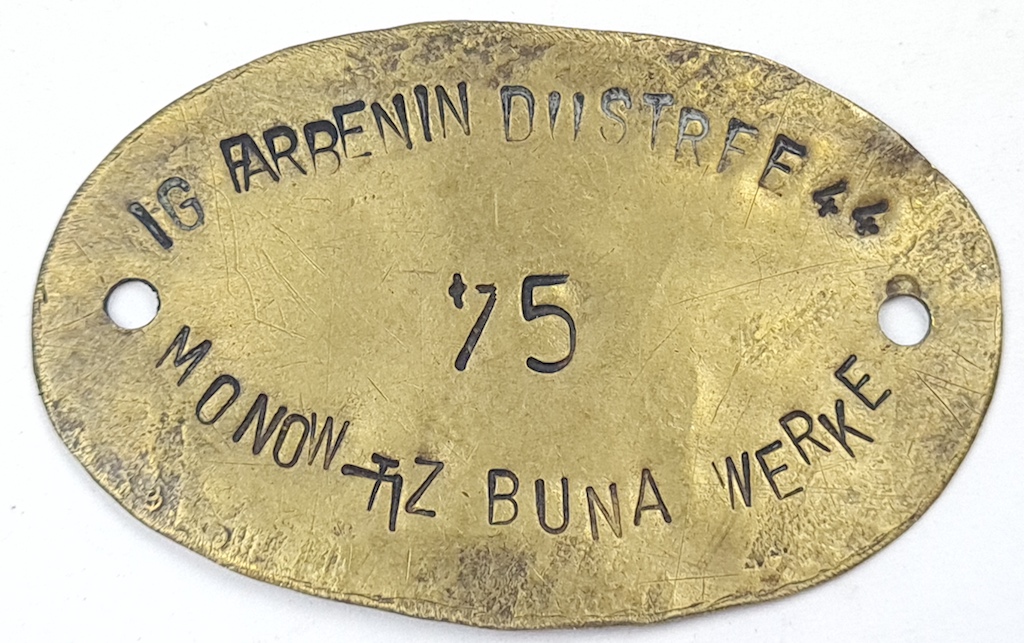 IG FARBENIN DUSTREE 44
75
MONOWITZ BUNA WERKE